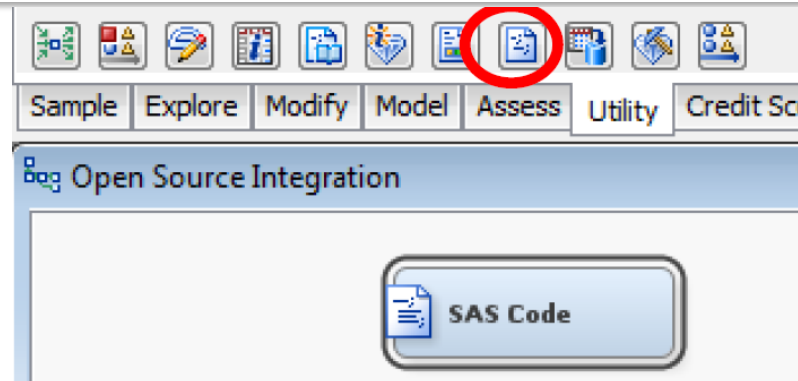 Sample Explore Modify Model Assess Utility Credit Sc
Open Source Integration
SAS Code